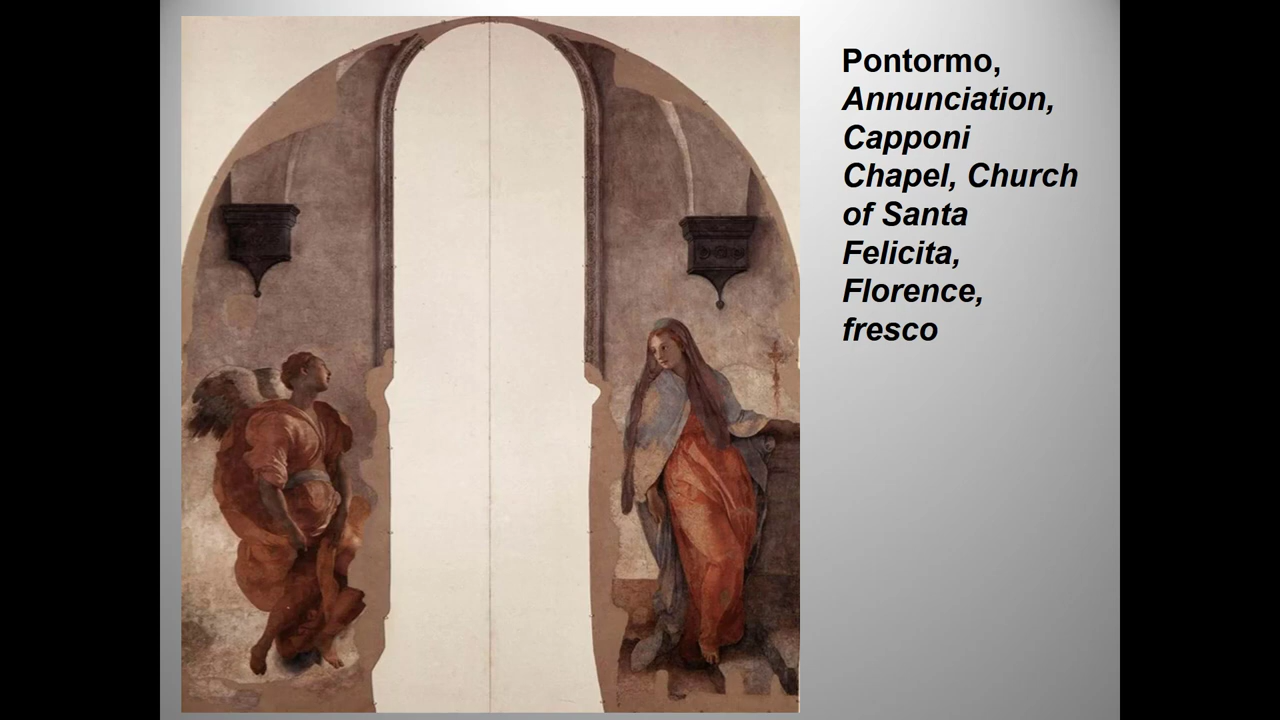 Pontormo,
Annunciation,
Capponi
Chapel, Church
of Santa
Felicita,
Florence,
fresco